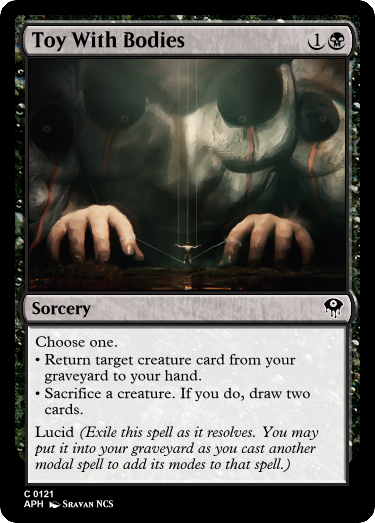 Toy With Bodies 1
Sorcery
Choose one.
• Return target creature card from your
graveyard to your hand.
• Sacrifice a creature. If you do, draw two
cards.
Lucid (Exile this spell as it resolves. You may
put it into your graveyard as you cast another
modal spell to add its modes to that spell.)
C 0121
APH SRAVAN NCS